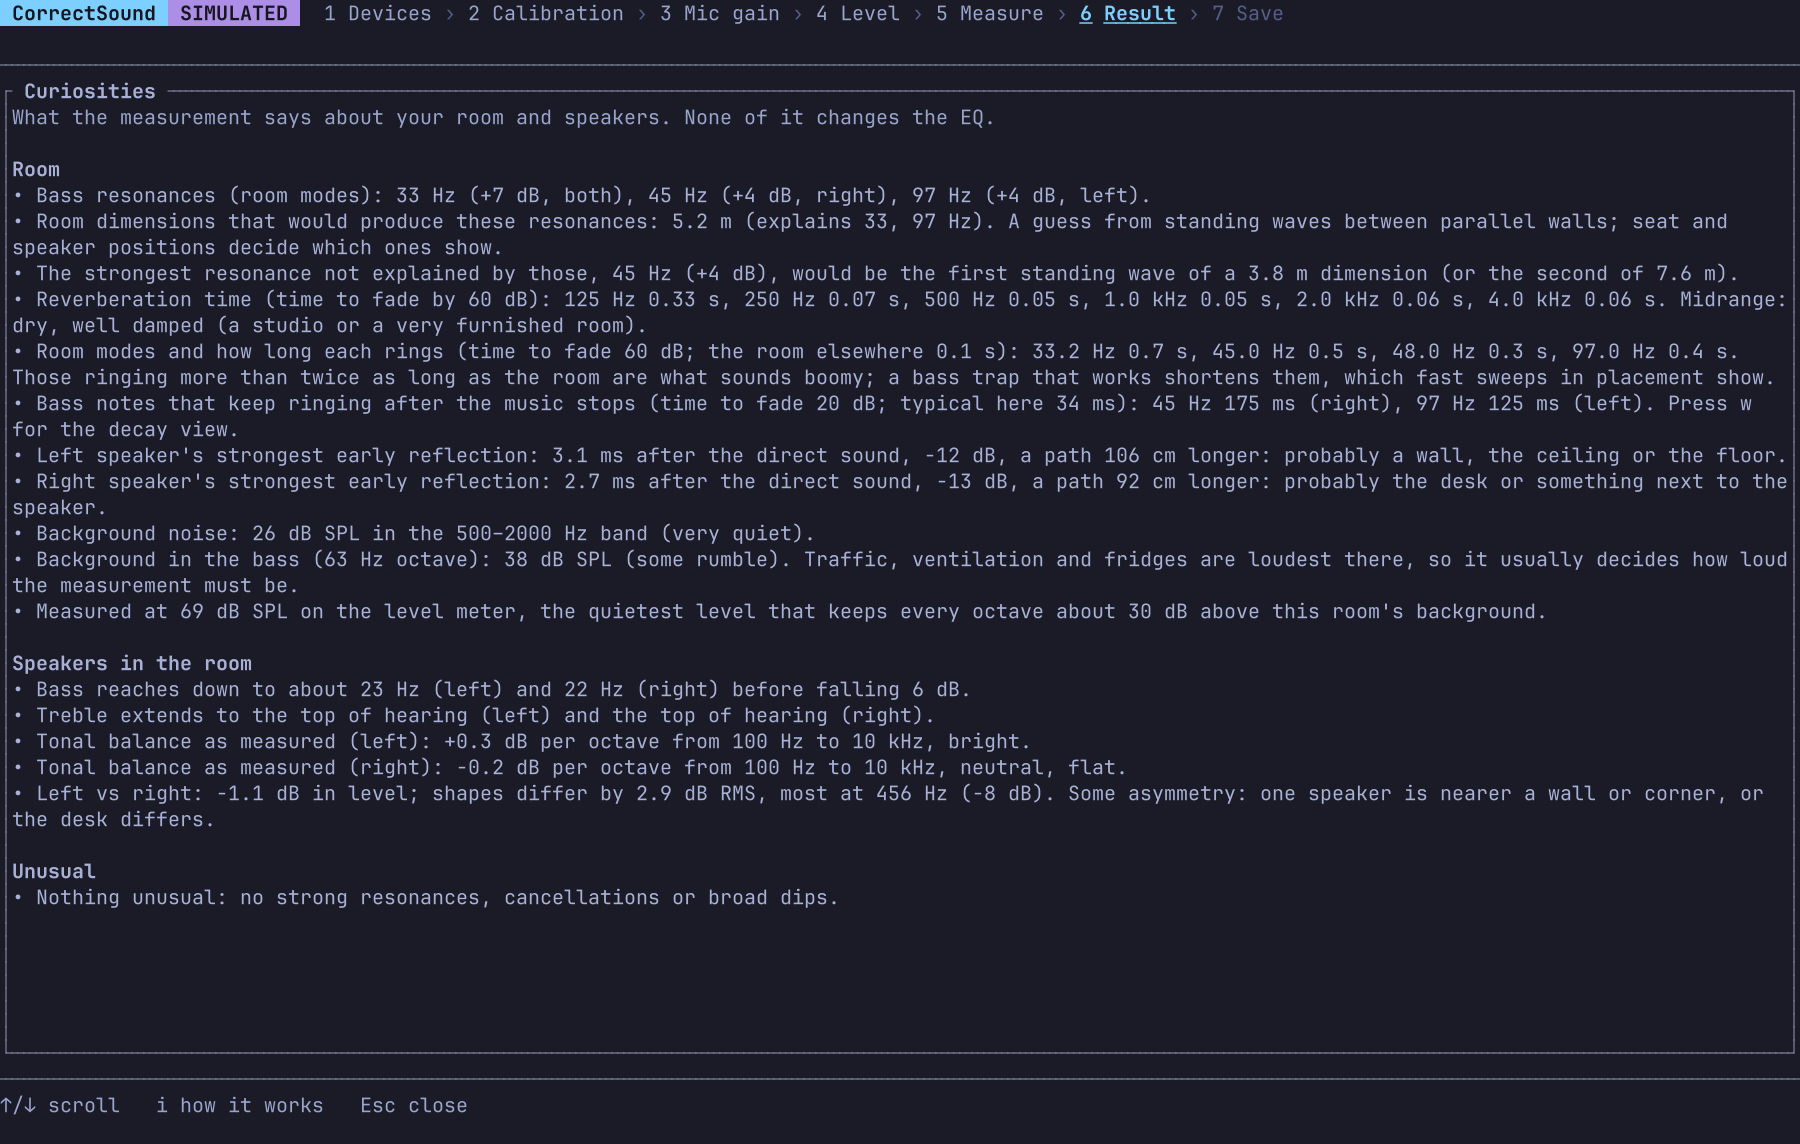 CorrectSound SIMULATED 1 Devices › 2 Calibration › 3 Mic gain › 4 Level › 5 Measure › 6 Result › 7 Save
Curiosities
What the measurement says about your room and speakers. None of it changes the EQ.
Room
• Bass resonances (room modes): 33 Hz (+7 dB, both), 45 Hz (+4 dB, right), 97 Hz (+4 dB, left).
• Room dimensions that would produce these resonances: 5.2 m (explains 33, 97 Hz). A guess from standing waves between parallel walls; seat and
speaker positions decide which ones show.
• The strongest resonance not explained by those, 45 Hz (+4 dB), would be the first standing wave of a 3.8 m dimension (or the second of 7.6 m).
• Reverberation time (time to fade by 60 dB): 125 Hz 0.33 s, 250 Hz 0.07 s, 500 Hz 0.05 s, 1.0 kHz 0.05 s, 2.0 kHz 0.06 s, 4.0 kHz 0.06 s. Midrange:
dry, well damped (a studio or a very furnished room).
• Room modes and how long each rings (time to fade 60 dB; the room elsewhere 0.1 s): 33.2 Hz 0.7 s, 45.0 Hz 0.5 s, 48.0 Hz 0.3 s, 97.0 Hz 0.4 s.
Those ringing more than twice as long as the room are what sounds boomy; a bass trap that works shortens them, which fast sweeps in placement show.
• Bass notes that keep ringing after the music stops (time to fade 20 dB; typical here 34 ms): 45 Hz 175 ms (right), 97 Hz 125 ms (left). Press w
for the decay view.
• Left speaker's strongest early reflection: 3.1 ms after the direct sound, -12 dB, a path 106 cm longer: probably a wall, the ceiling or the floor.
• Right speaker's strongest early reflection: 2.7 ms after the direct sound, -13 dB, a path 92 cm longer: probably the desk or something next to the
speaker.
• Background noise: 26 dB SPL in the 500–2000 Hz band (very quiet).
• Background in the bass (63 Hz octave): 38 dB SPL (some rumble). Traffic, ventilation and fridges are loudest there, so it usually decides how loud
the measurement must be.
• Measured at 69 dB SPL on the level meter, the quietest level that keeps every octave about 30 dB above this room's background.
Speakers in the room
• Bass reaches down to about 23 Hz (left) and 22 Hz (right) before falling 6 dB.
• Treble extends to the top of hearing (left) and the top of hearing (right).
• Tonal balance as measured (left): +0.3 dB per octave from 100 Hz to 10 kHz, bright.
• Tonal balance as measured (right): -0.2 dB per octave from 100 Hz to 10 kHz, neutral, flat.
• Left vs right: -1.1 dB in level; shapes differ by 2.9 dB RMS, most at 456 Hz (-8 dB). Some asymmetry: one speaker is nearer a wall or corner, or
the desk differs.
Unusual
• Nothing unusual: no strong resonances, cancellations or broad dips.
↑/↓ scroll i how it works Esc close